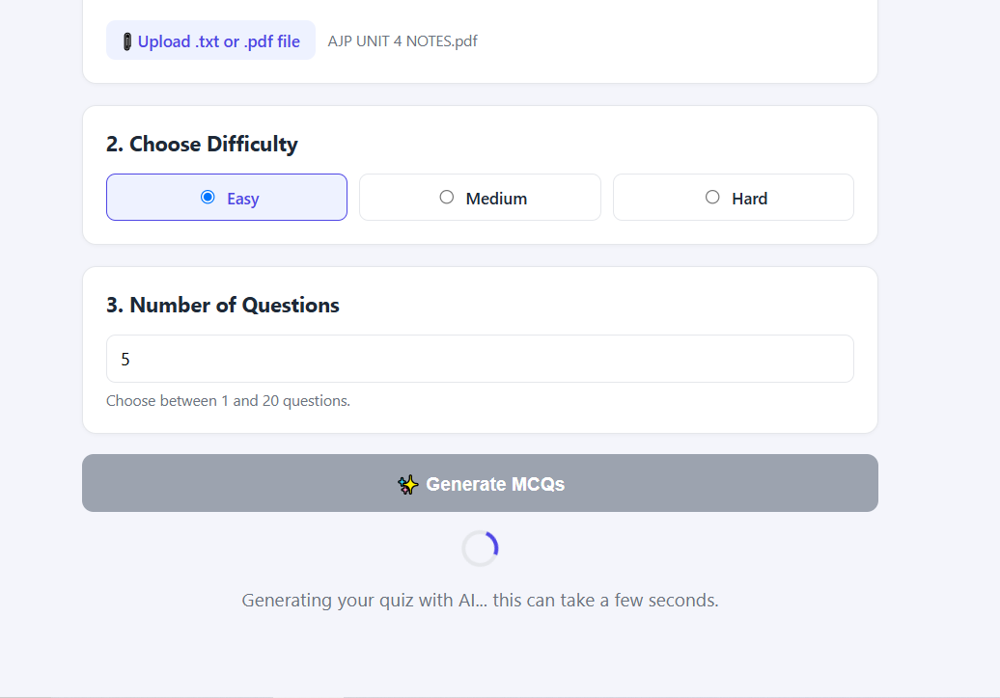 Upload .txt or .pdf file AJP UNIT 4 NOTES.pdf
2. Choose Difficulty
Easy Medium Hard
3. Number of Questions
5
Choose between 1 and 20 questions.
✨ Generate MCQs
Generating your quiz with AI... this can take a few seconds.